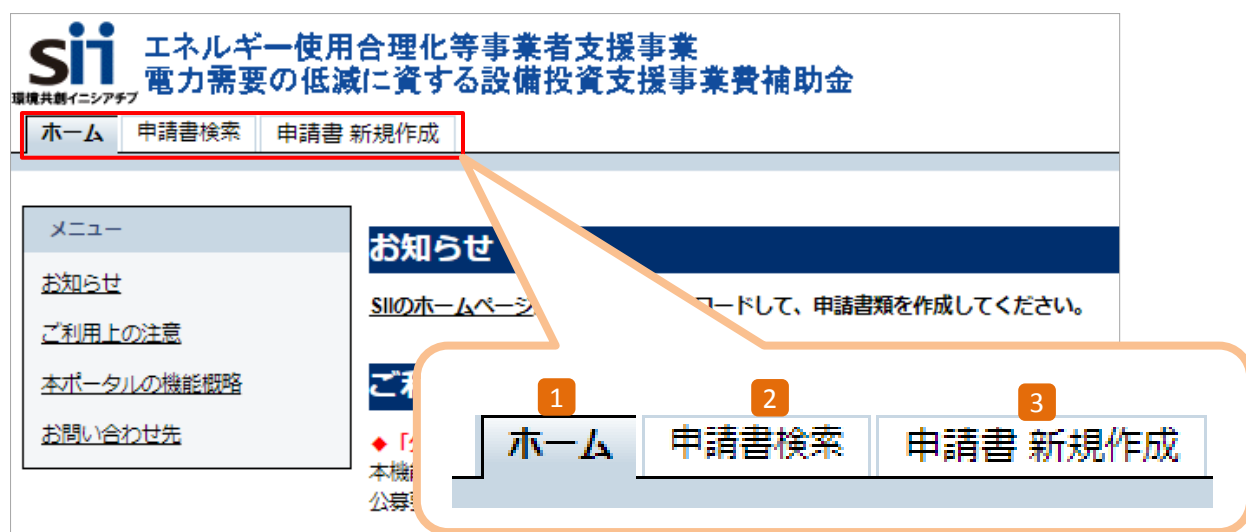 sii
環境共創イニシアチブ
エネルギー使用合理化等事業者支援事業
電力需要の低減に資する設備投資支援事業費補助金
ホーム 申請書検索 申請書 新規作成
メニュー
お知らせ
ご利用上の注意
本ポータルの機能概略
お問い合わせ先
お知らせ
SIIのホームページ
ードして、申請書類を作成してください。
ご
本機
公募
1 2 3
ホーム 申請書検索 申請書 新規作成